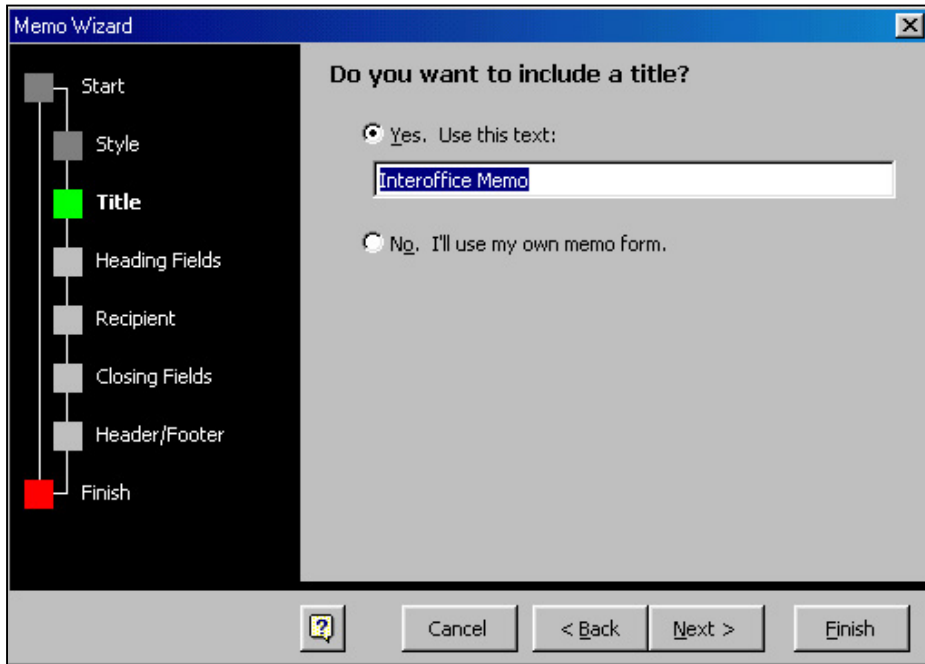 Memo Wizard
Start
Style
Title
Heading Fields
Recipient
Closing Fields
Header/Footer
Finish
Do you want to include a title?
Yes. Use this text:
Interoffice Memo
No. I'll use my own memo form.
?
Cancel
< Back
Next >
Finish